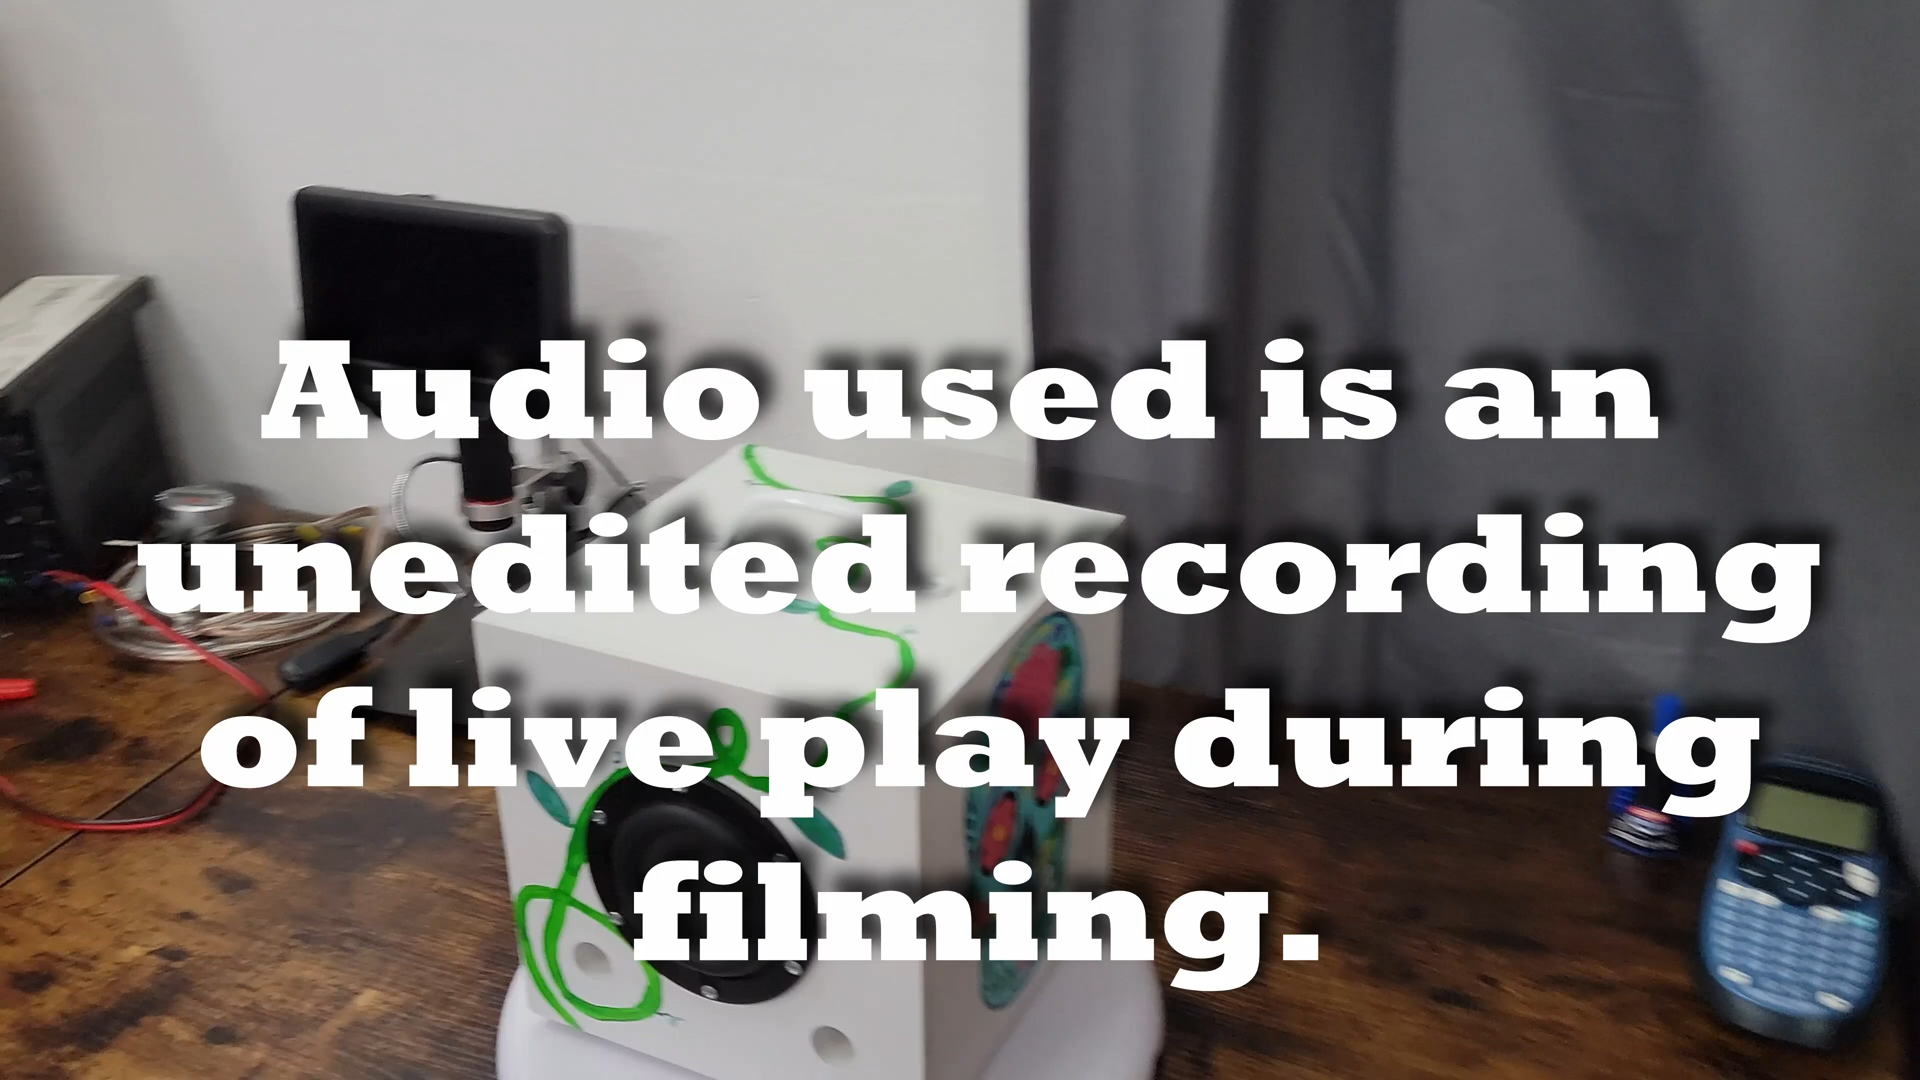 Audio used is an
unedited recording
of live play during
filming.